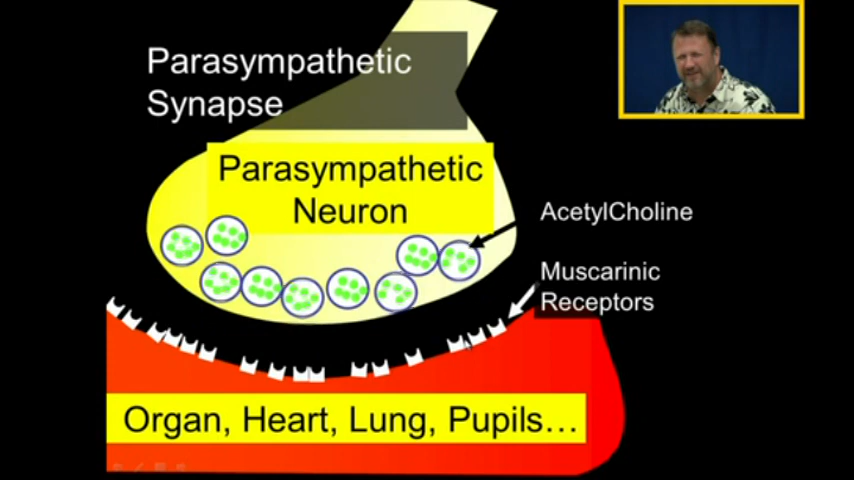 Parasympathetic
Synapse
Parasympathetic
Neuron
AcetylCholine
Muscarinic
Receptors
Organ, Heart, Lung, Pupils…